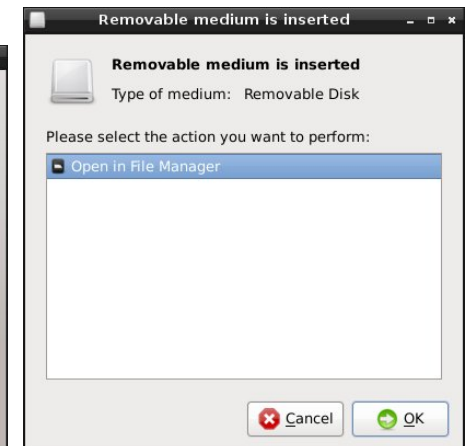 Removable medium is inserted
Removable medium is inserted
Type of medium: Removable Disk
Please select the action you want to perform:
Open in File Manager
Cancel
OK